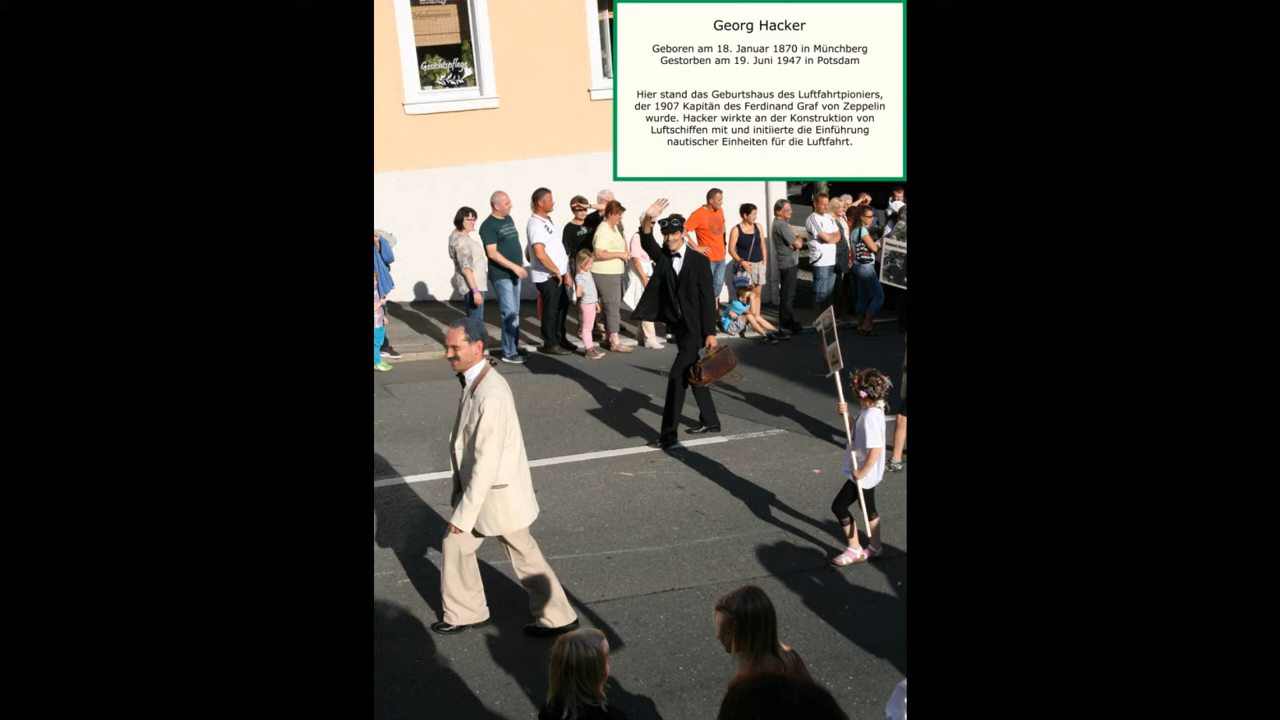 Gesichtspflege
Georg Hacker
Geboren am 18. Januar 1870 in Münchberg
Gestorben am 19. Juni 1947 in Potsdam
Hier stand das Geburtshaus des Luftfahrtpioniers,
der 1907 Kapitän des Ferdinand Graf von Zeppelin
wurde. Hacker wirkte an der Konstruktion von
Luftschiffen mit und initiierte die Einführung
nautischer Einheiten für die Luftfahrt.